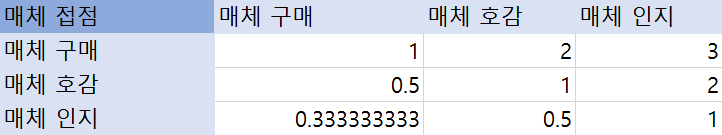 매체 접점 매체 구매 매체 호감 매체 인지
매체 구매 1 2 3
매체 호감 0.5 1 2
매체 인지 0.333333333 0.5 1